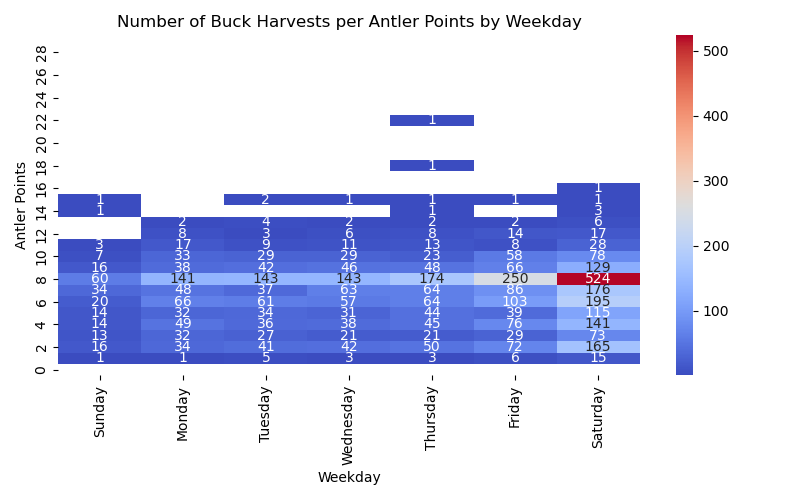 Number of Buck Harvests per Antler Points by Weekday
28
26
24
22 1
20
18 1
16 1
1 2 1 1 1 1
14 1 1 3
2 4 2 2 2 6
12 8 3 6 8 14 17
3 17 9 11 13 8 28
10 7 33 29 29 23 58 78
16 38 42 46 48 66 129
8 60 141 143 143 174 250 524
34 48 37 63 64 86 176
6 20 66 61 57 64 103 195
14 32 34 31 44 39 115
4 14 49 36 38 45 76 141
13 32 27 21 21 29 73
2 16 34 41 42 50 72 165
1 1 5 3 3 6 15
0
Antler Points
Sunday Monday Tuesday Wednesday Thursday Friday Saturday
Weekday
500
400
300
200
100